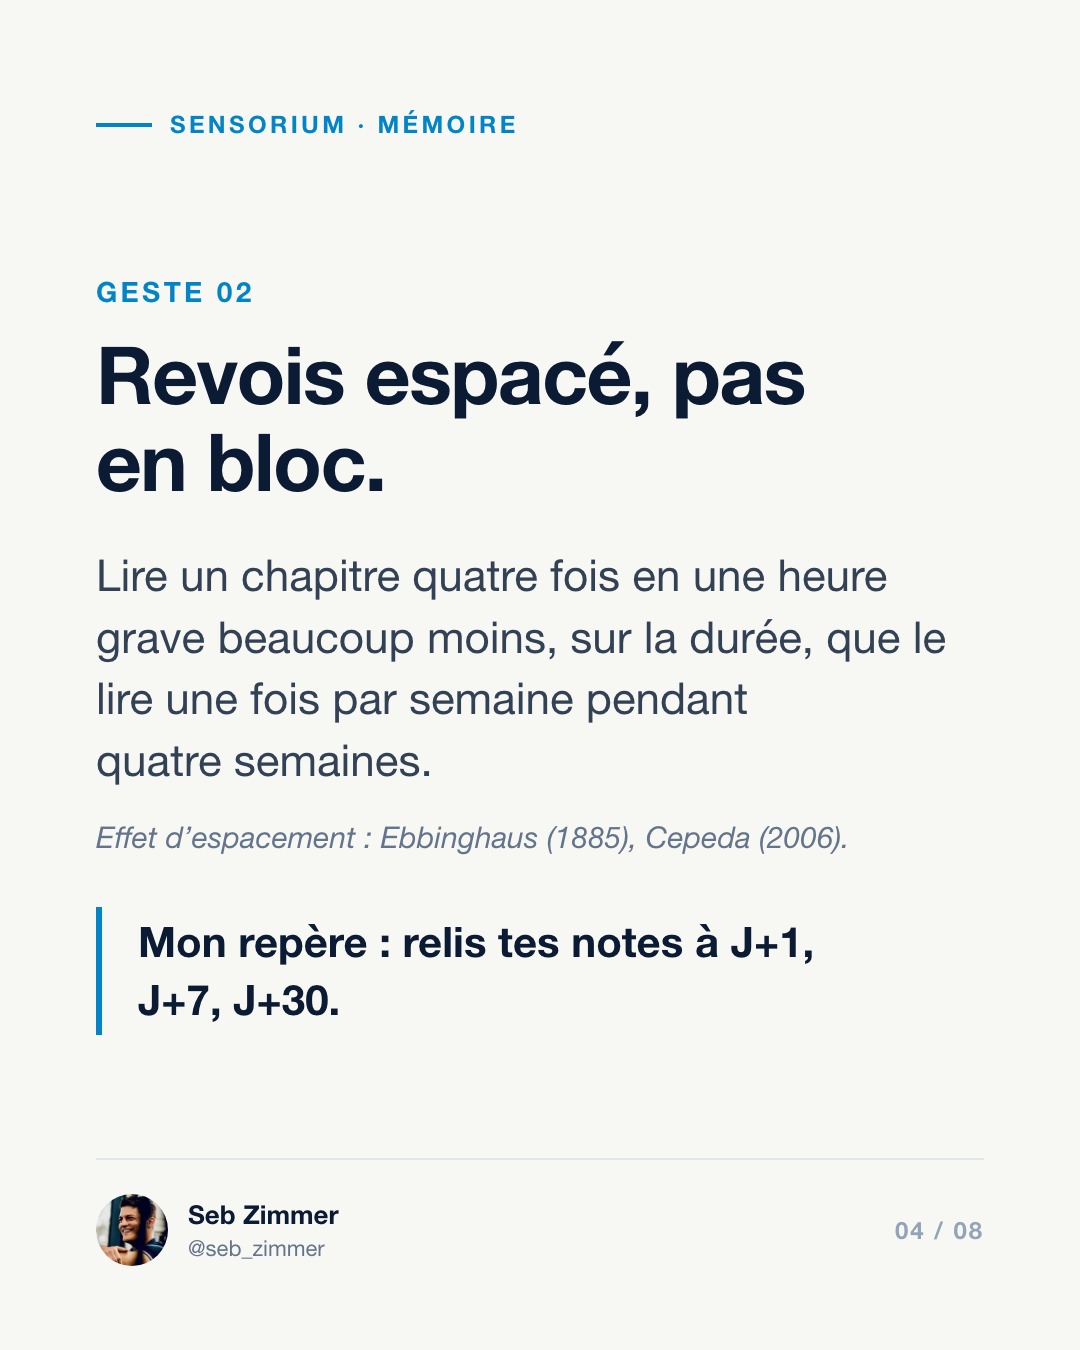 SENSORIUM · MÉMOIRE
GESTE 02
Revois espacé, pas
en bloc.
Lire un chapitre quatre fois en une heure
grave beaucoup moins, sur la durée, que le
lire une fois par semaine pendant
quatre semaines.
Effet d’espacement : Ebbinghaus (1885), Cepeda (2006).
Mon repère : relis tes notes à J+1,
J+7, J+30.
Seb Zimmer
@seb_zimmer
04 / 08